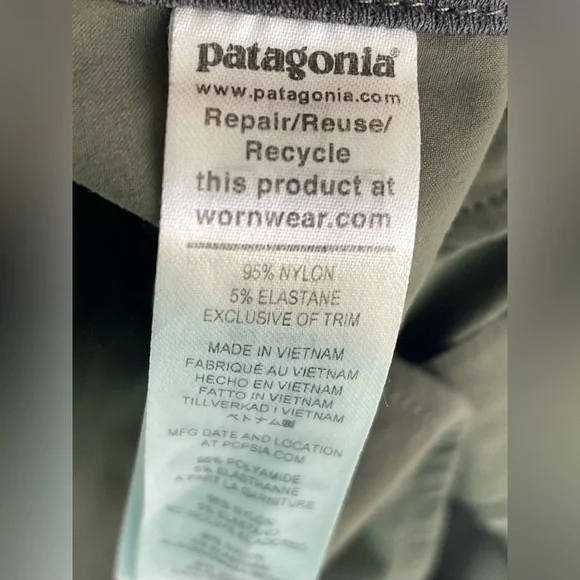 patagonia®
www.patagonia.com
Repair/Reuse/
Recycle
this product at
wornwear.com
95% NYLON
5% ELASTANE
EXCLUSIVE OF TRIM
MADE IN VIETNAM
FABRIQUÉ AU VIETNAM
HECHO EN VIETNAM
FATTO IN VIETNAM
TILLVERKAD I VIETNAM
ベトナム製
MFG DATE AND LOCATION
AT PCPSIA.COM
95% POLYAMIDE
5% ELASTHANNE
À PART LA GARNITURE